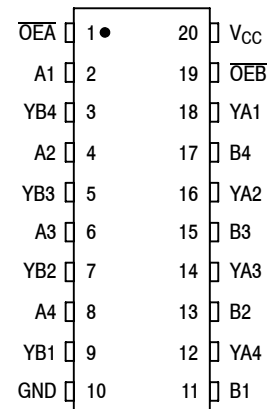 O̅E̅A̅ 1 20 VCC
A1 2 19 O̅E̅B̅
YB4 3 18 YA1
A2 4 17 B4
YB3 5 16 YA2
A3 6 15 B3
YB2 7 14 YA3
A4 8 13 B2
YB1 9 12 YA4
GND 10 11 B1